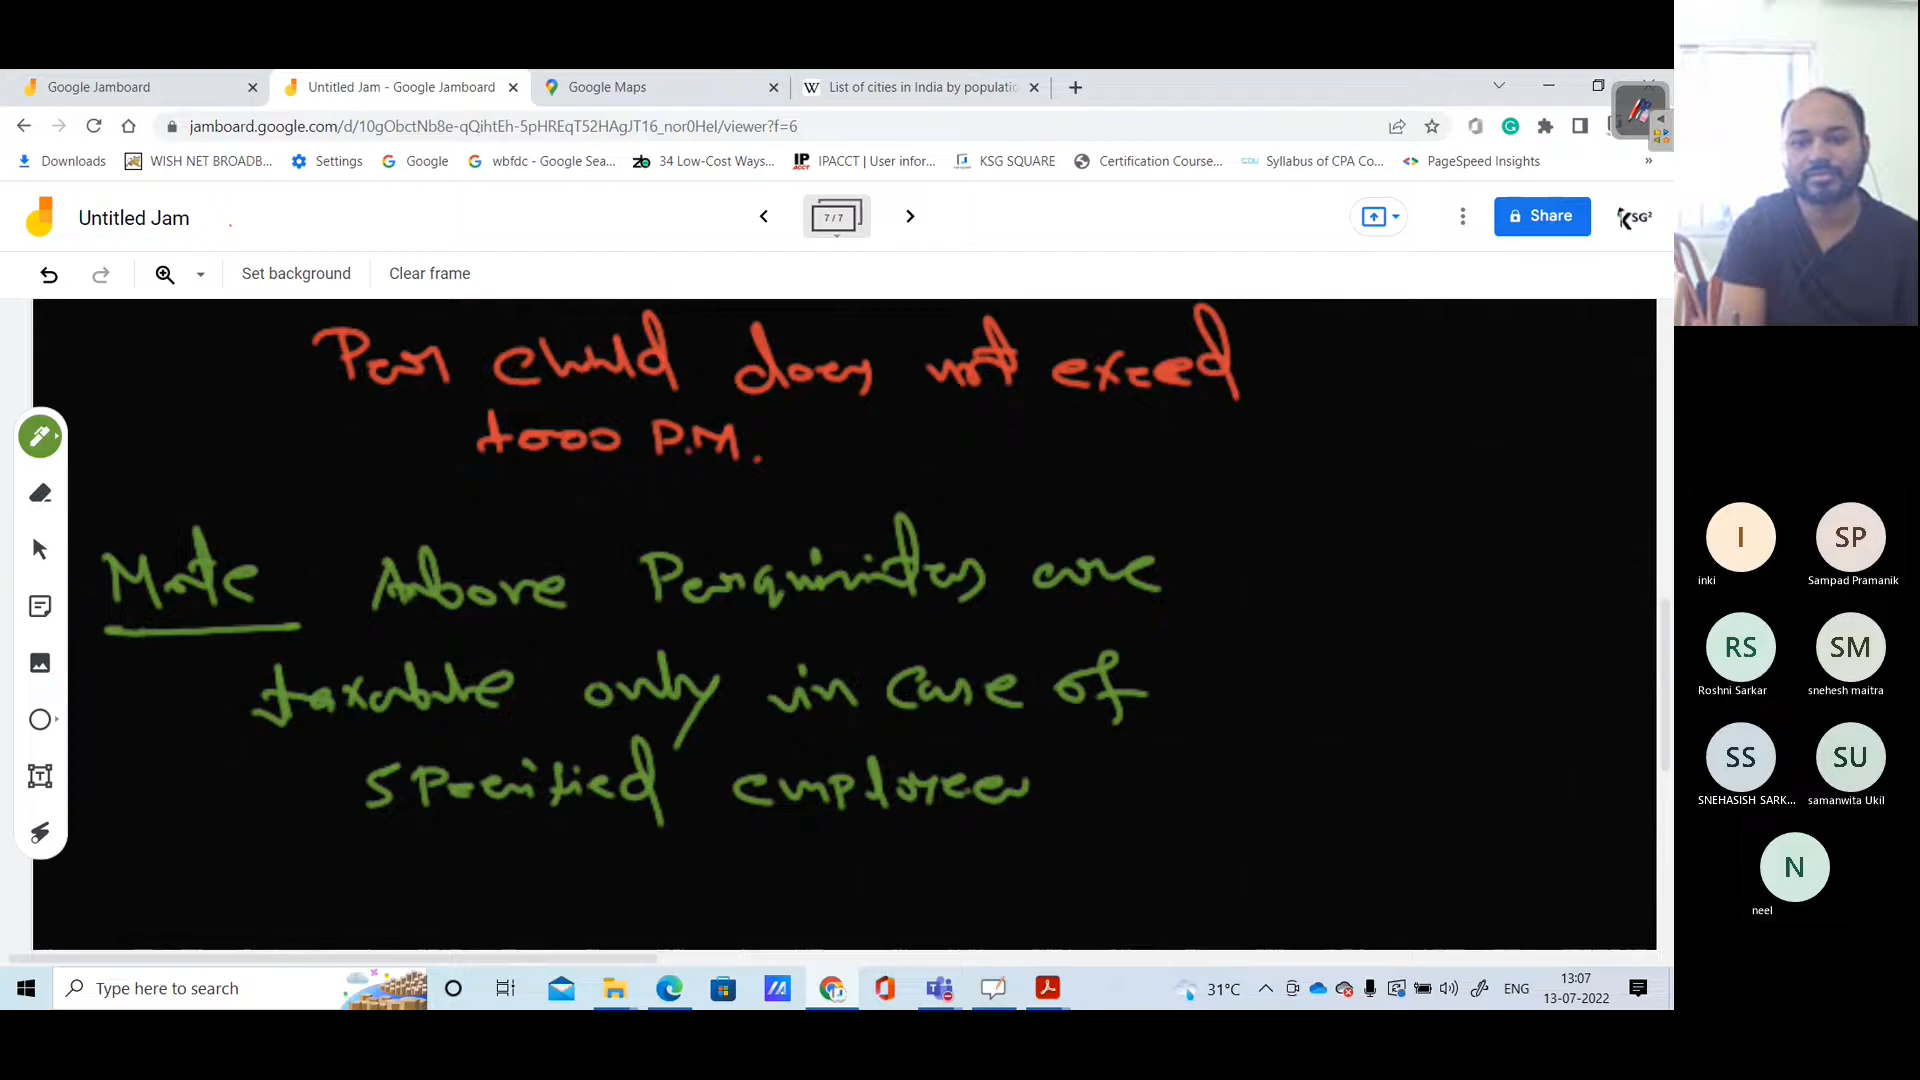 Google Jamboard
Untitled Jam - Google Jamboard
Google Maps
List of cities in India by populatio
jamboard.google.com/d/10gObctNb8e-qQihtEh-5pHREqT52HAgJT16_nor0HeI/viewer?f=6
Downloads
WISH NET BROADB...
Settings
Google
wbfdc - Google Sea...
34 Low-Cost Ways...
IPACCT | User infor...
KSG SQUARE
Certification Course...
Syllabus of CPA Co...
PageSpeed Insights
Untitled Jam
7 / 7
Share
KSG²
Set background
Clear frame
Per child does not exceed
1000 P.M.
Note Above Perquisites are
taxable only in case of
specified employees
I
inki
SP
Sampad Pramanik
RS
Roshni Sarkar
SM
snehesh maitra
SS
SNEHASISH SARK...
SU
samanwita Ukil
N
neel
Type here to search
31°C
ENG
13:07
13-07-2022